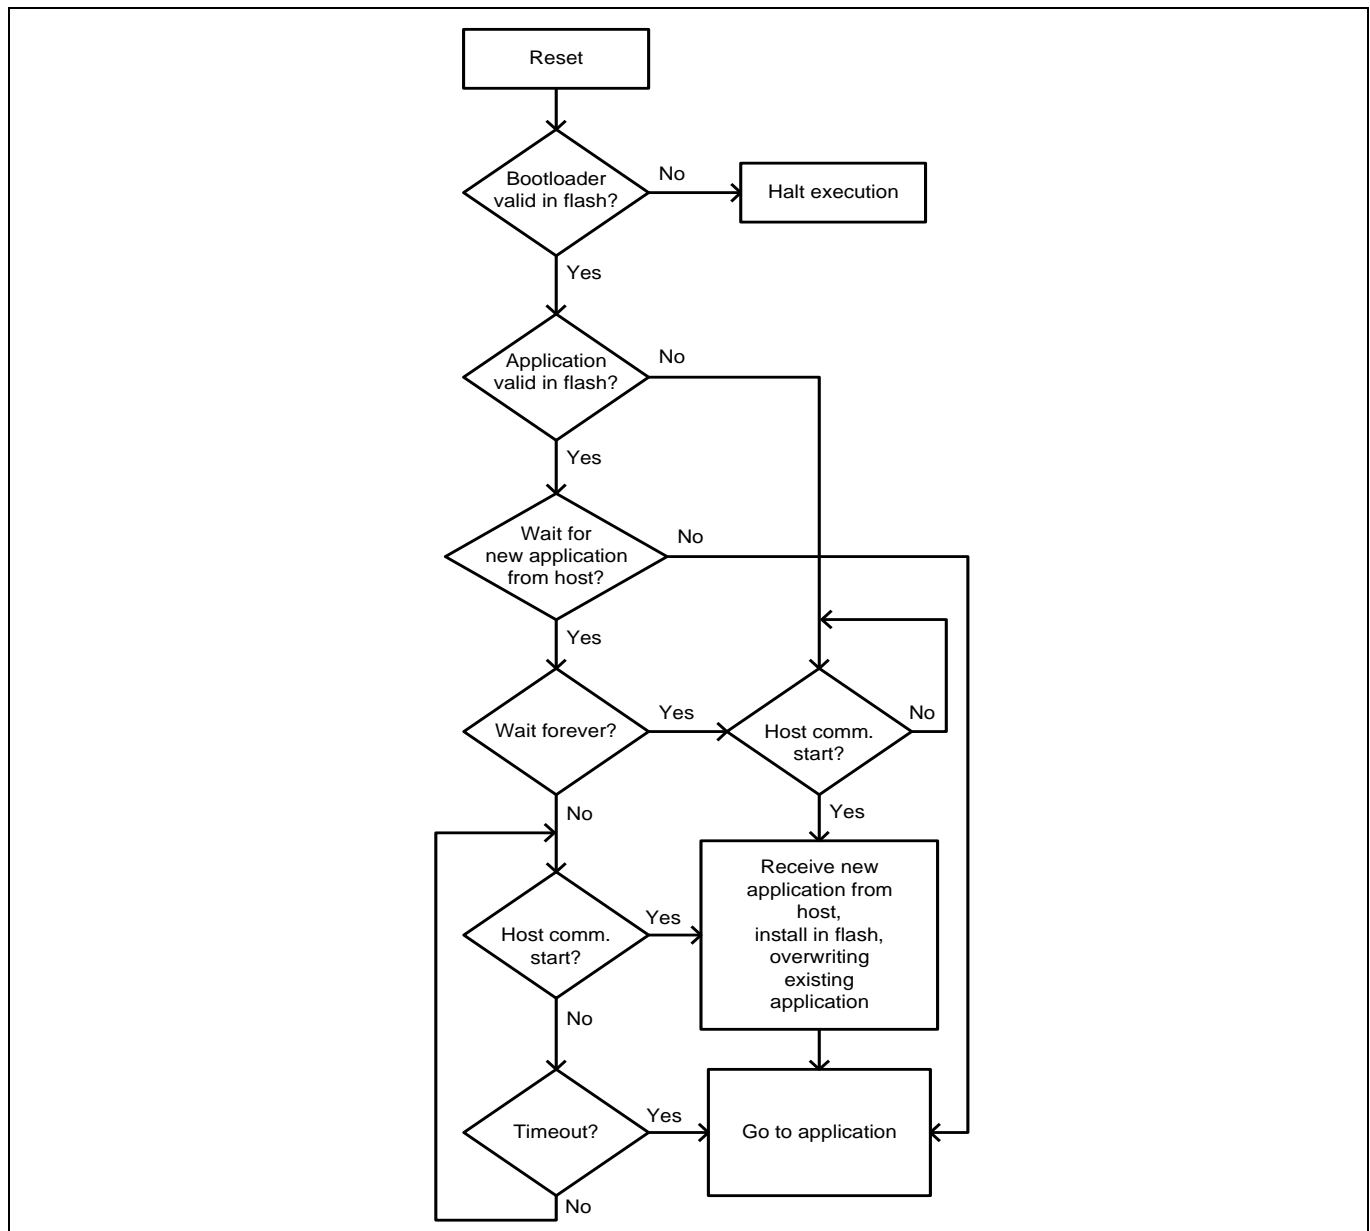 Reset
Bootloader
valid in flash?
No
Halt execution
Yes
Application
valid in flash?
No
Yes
Wait for
new application
from host?
No
Yes
Wait forever?
Yes
Host comm.
start?
No
No
Yes
Host comm.
start?
Yes
Receive new
application from
host,
install in flash,
overwriting
existing
application
No
Timeout?
Yes
Go to application
No